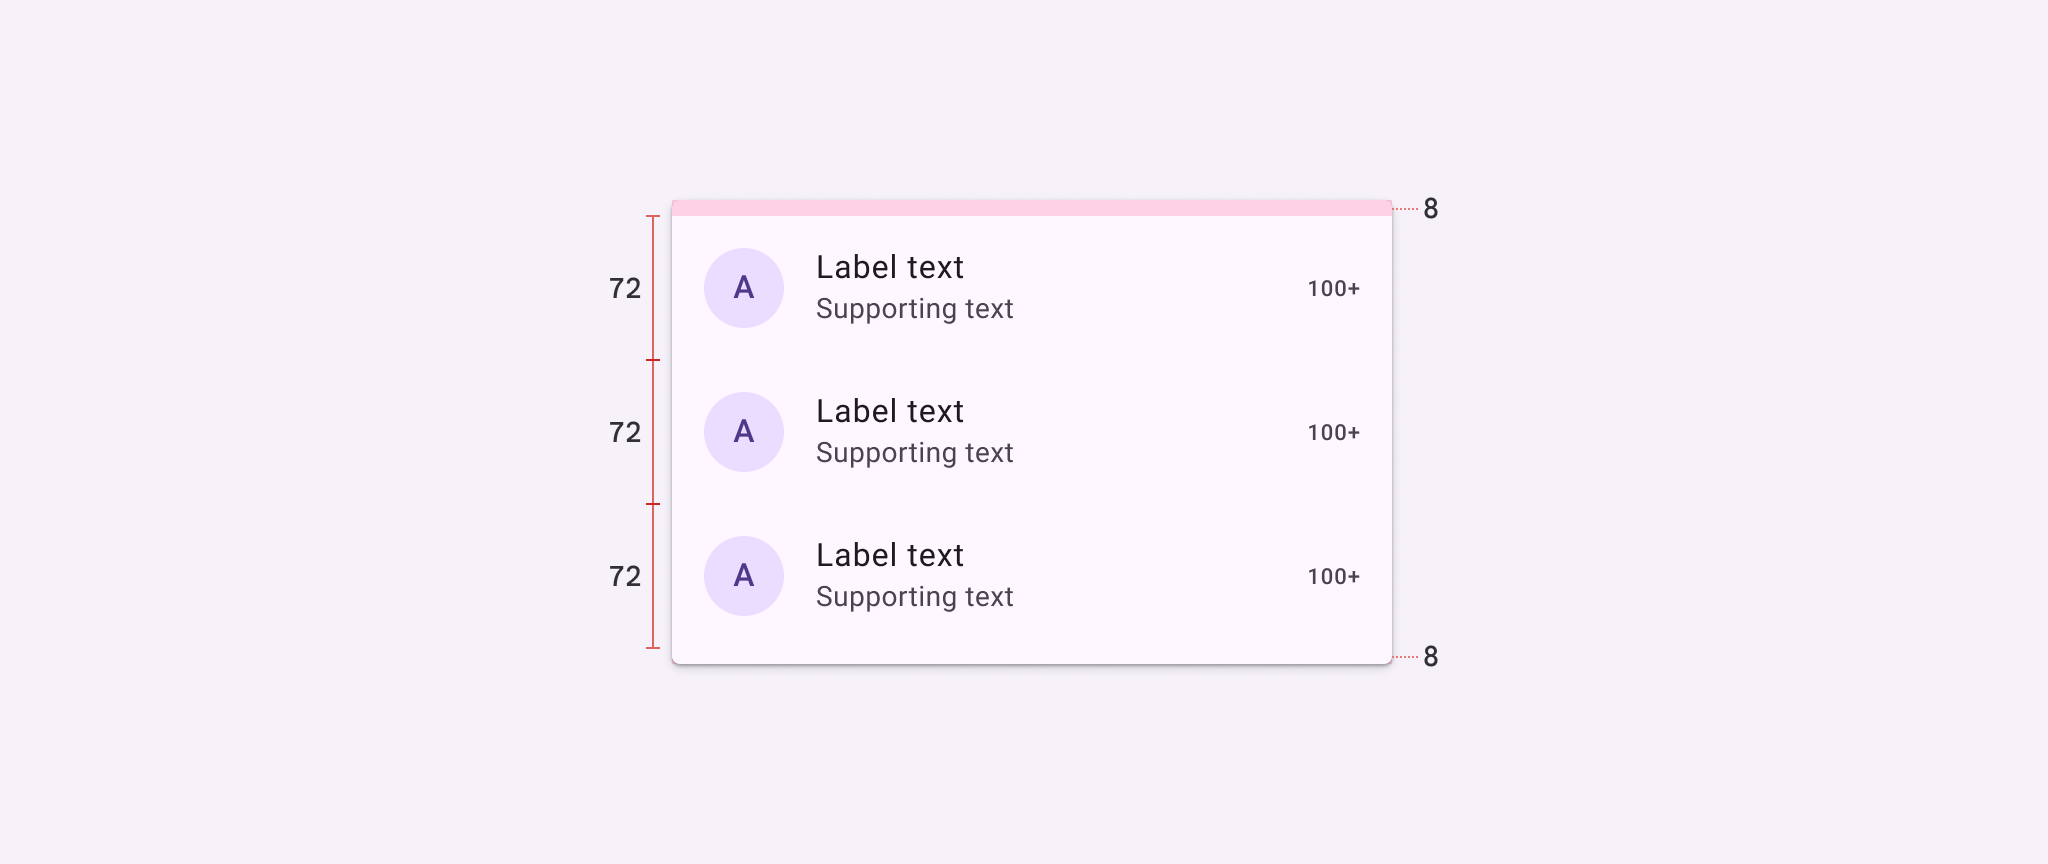 8
72
A
Label text
Supporting text
100+
72
A
Label text
Supporting text
100+
72
A
Label text
Supporting text
100+
8